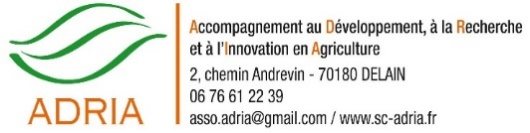 ADRIA
Accompagnement au Développement, à la Recherche
et à l'Innovation en Agriculture
2, chemin Andrevin - 70180 DELAIN
06 76 61 22 39
asso.adria@gmail.com / www.sc-adria.fr